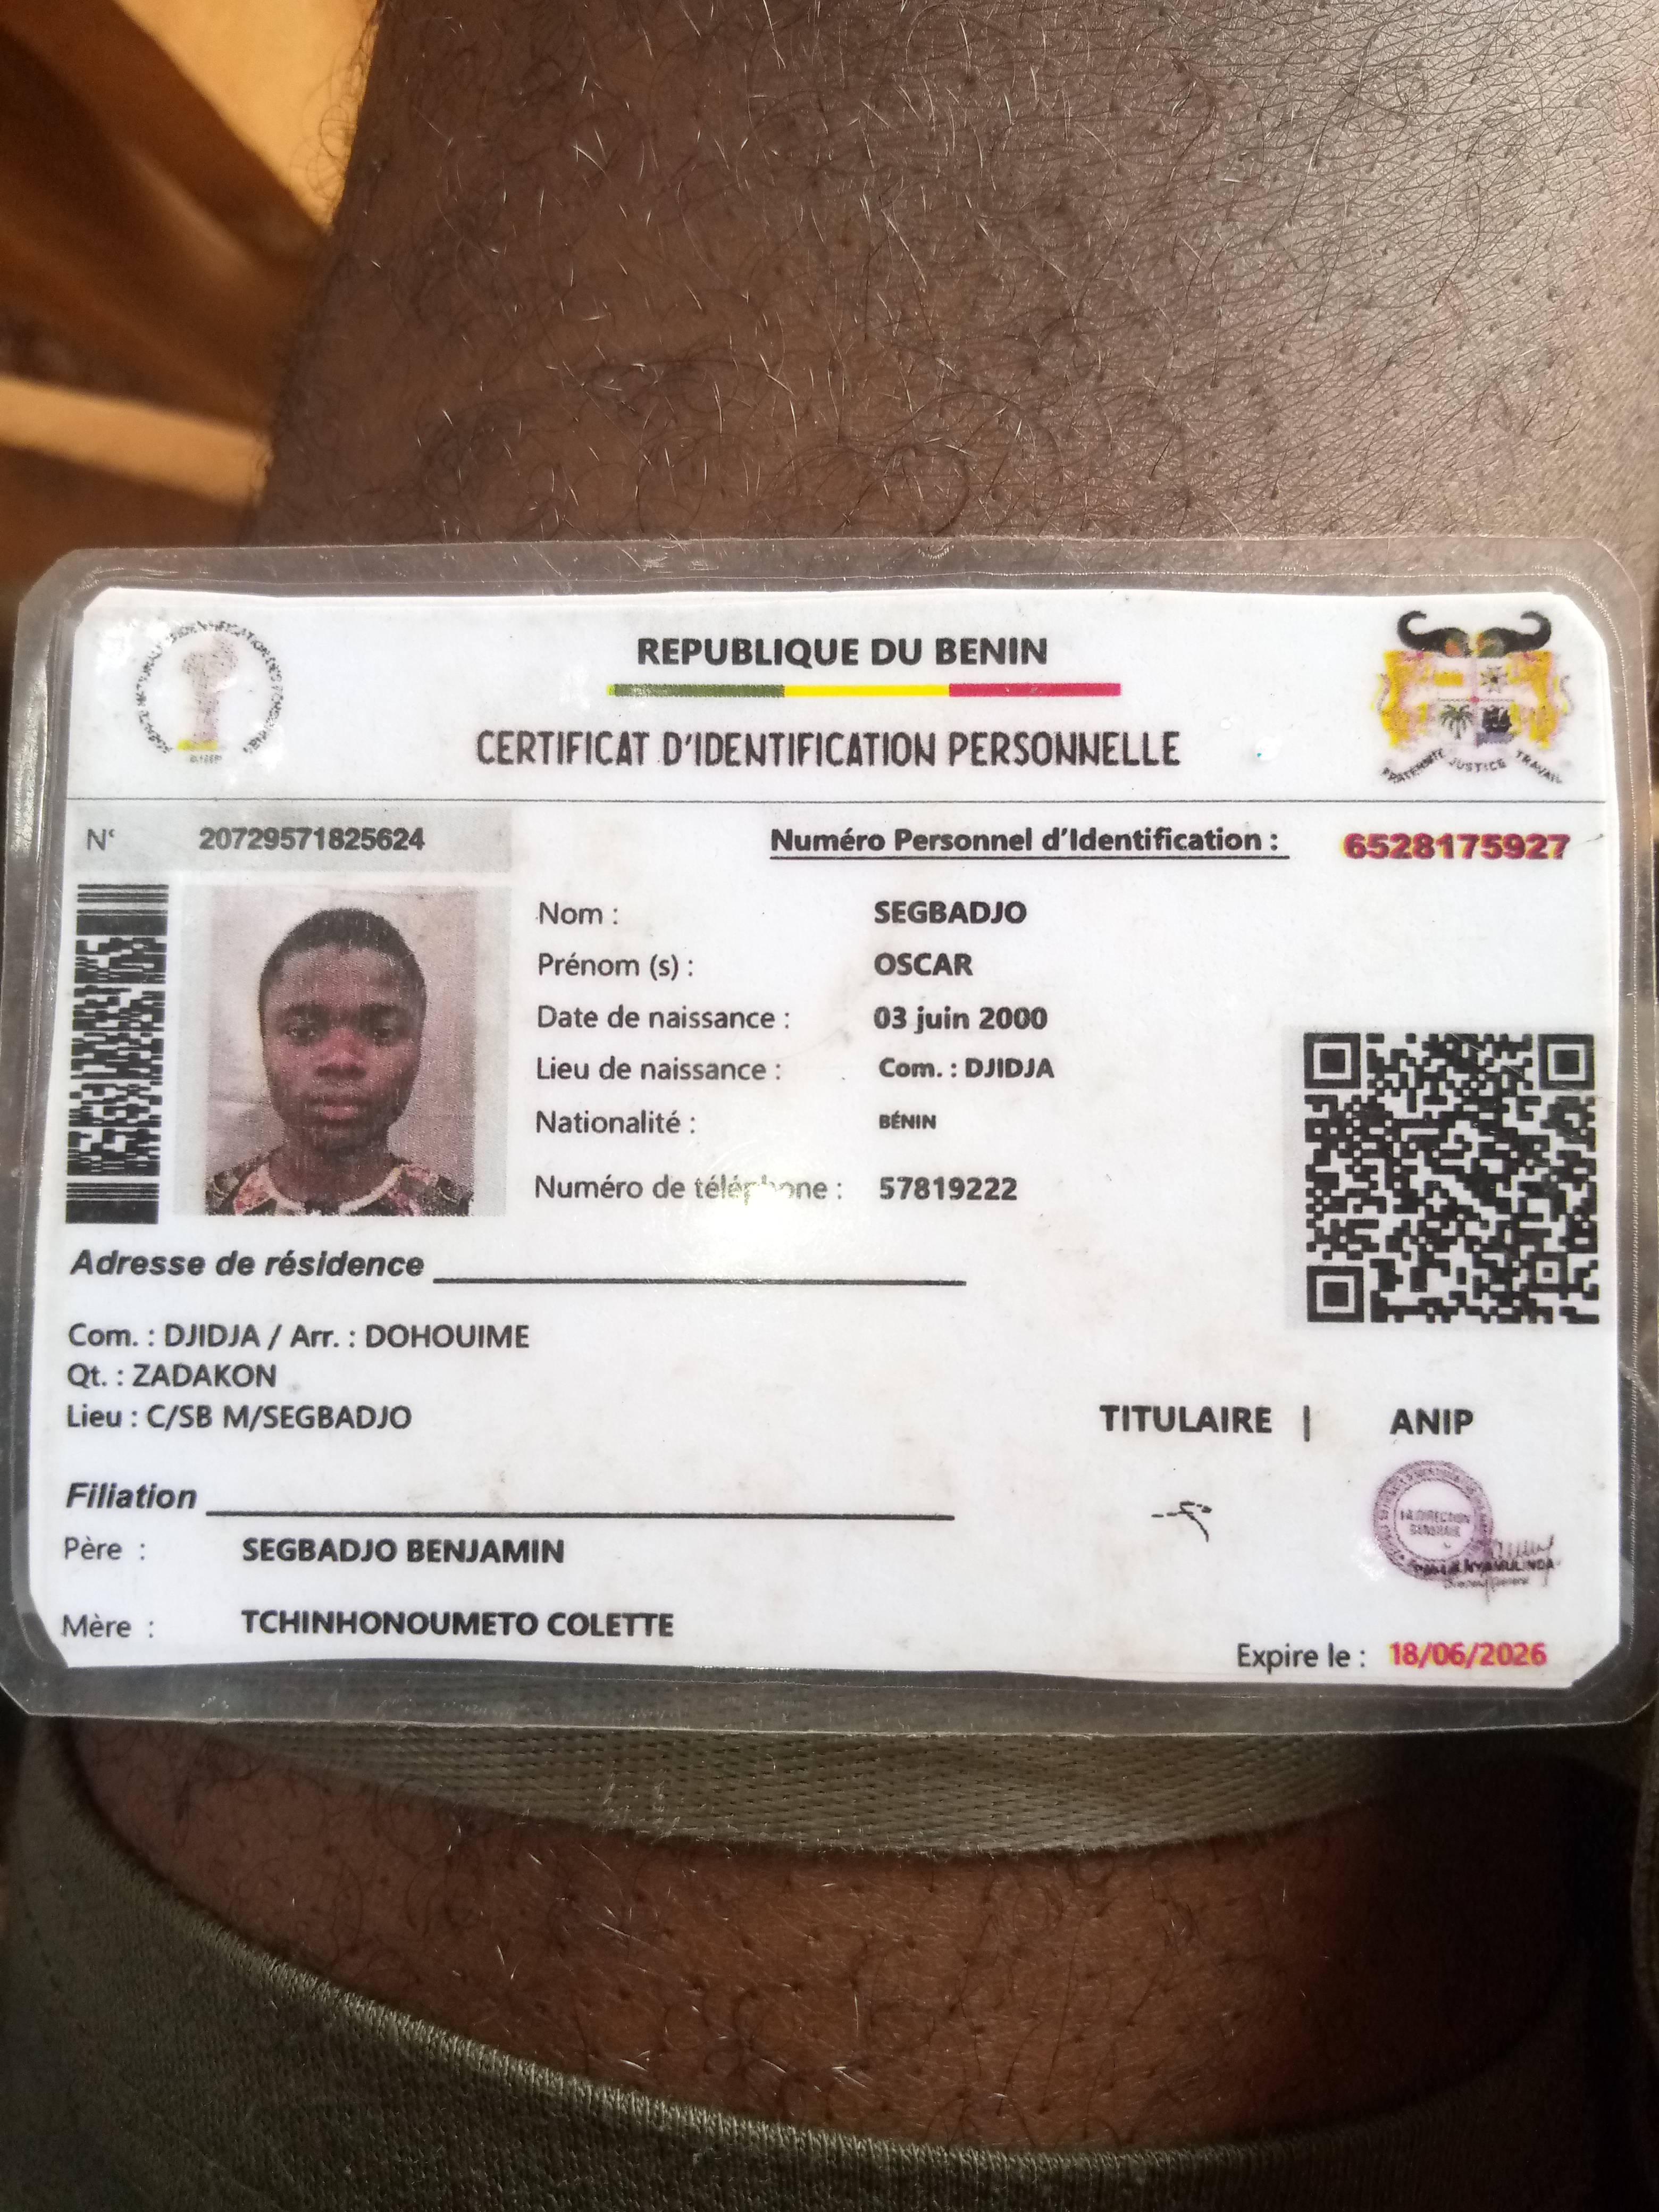 REPUBLIQUE DU BENIN
CERTIFICAT D'IDENTIFICATION PERSONNELLE
FRATERNITE JUSTICE TRAVAIL
N° 20729571825624
Numéro Personnel d'Identification : 6528175927
Nom : SEGBADJO
Prénom (s) : OSCAR
Date de naissance : 03 juin 2000
Lieu de naissance : Com. : DJIDJA
Nationalité : BÉNIN
Numéro de téléphone : 57819222
Adresse de résidence
Com. : DJIDJA / Arr. : DOHOUIME
Qt. : ZADAKON
Lieu : C/SB M/SEGBADJO
TITULAIRE | ANIP
LA DIRECTION
GENERALE
Filiation
Père : SEGBADJO BENJAMIN
Mère : TCHINHONOUMETO COLETTE
Expire le : 18/06/2026